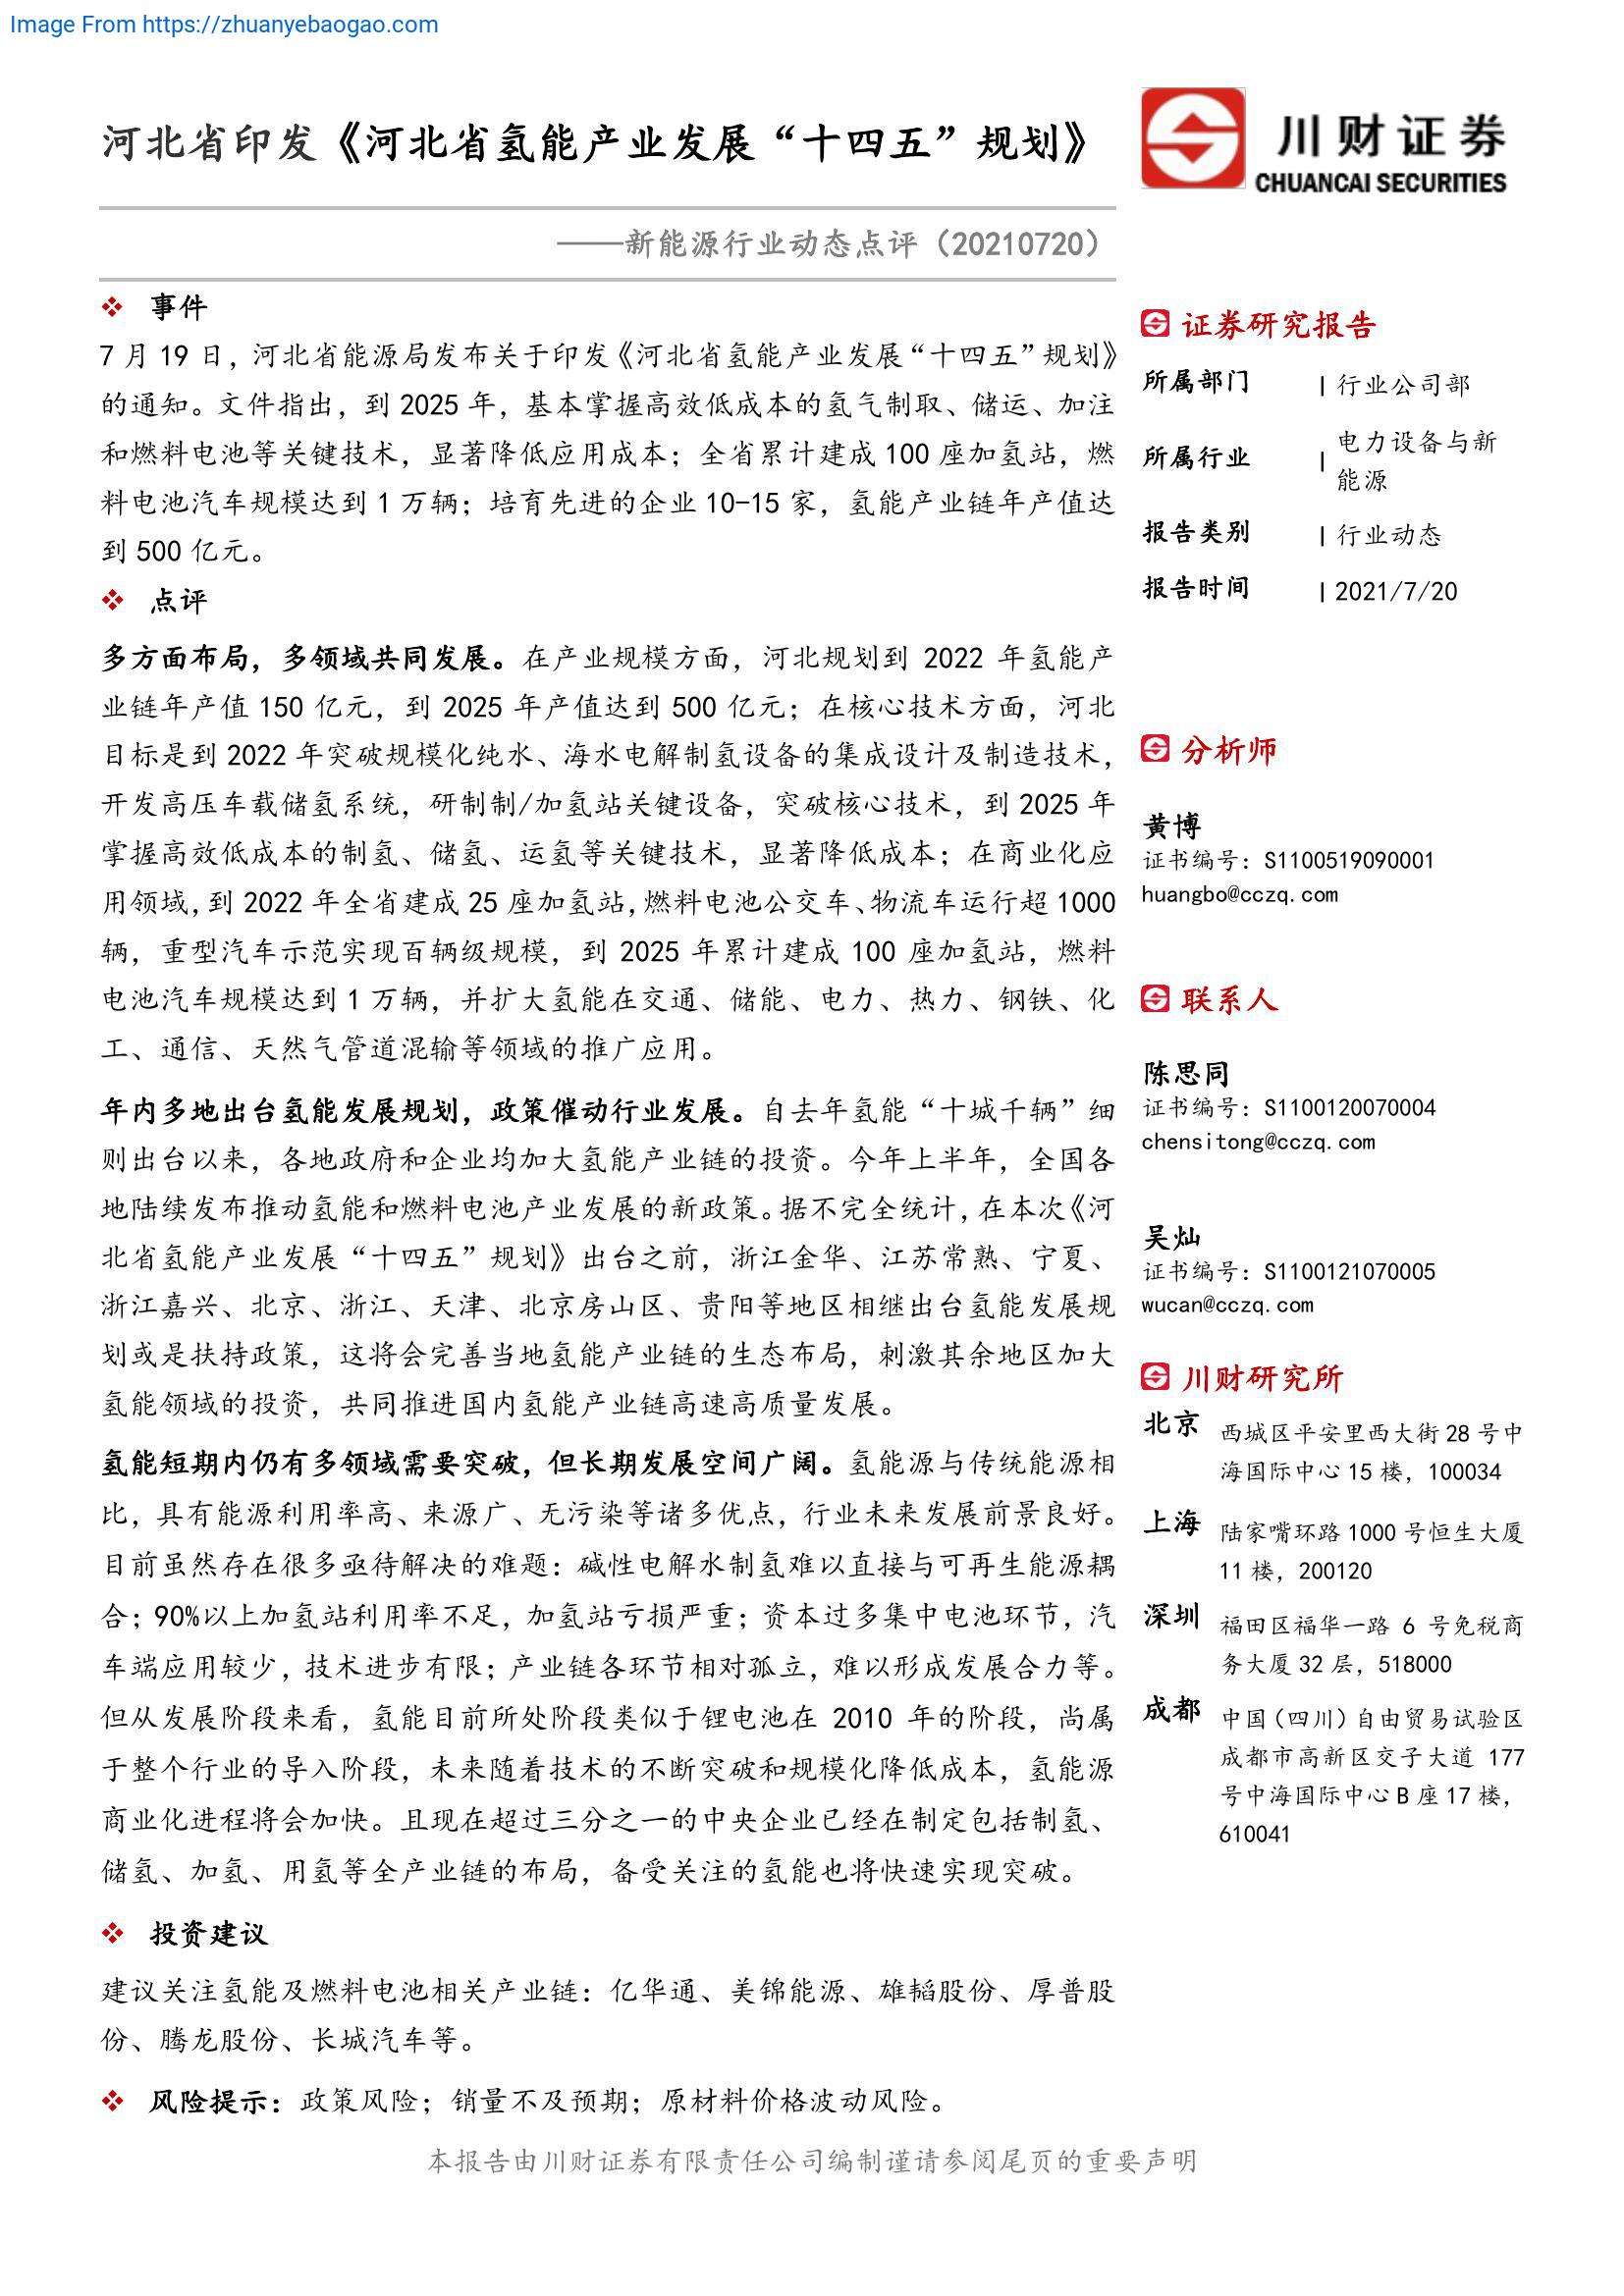 Image From https://zhuanyebaogao.com
河北省印发《河北省氢能产业发展“十四五”规划》
川财证券
CHUANCAI SECURITIES
——新能源行业动态点评（20210720）
❖ 事件
7 月 19 日，河北省能源局发布关于印发《河北省氢能产业发展“十四五”规划》
的通知。文件指出，到 2025 年，基本掌握高效低成本的氢气制取、储运、加注
和燃料电池等关键技术，显著降低应用成本；全省累计建成 100 座加氢站，燃
料电池汽车规模达到 1 万辆；培育先进的企业 10-15 家，氢能产业链年产值达
到 500 亿元。
❖ 点评
多方面布局，多领域共同发展。在产业规模方面，河北规划到 2022 年氢能产
业链年产值 150 亿元，到 2025 年产值达到 500 亿元；在核心技术方面，河北
目标是到 2022 年突破规模化纯水、海水电解制氢设备的集成设计及制造技术，
开发高压车载储氢系统，研制制/加氢站关键设备，突破核心技术，到 2025 年
掌握高效低成本的制氢、储氢、运氢等关键技术，显著降低成本；在商业化应
用领域，到 2022 年全省建成 25 座加氢站，燃料电池公交车、物流车运行超 1000
辆，重型汽车示范实现百辆级规模，到 2025 年累计建成 100 座加氢站，燃料
电池汽车规模达到 1 万辆，并扩大氢能在交通、储能、电力、热力、钢铁、化
工、通信、天然气管道混输等领域的推广应用。
年内多地出台氢能发展规划，政策催动行业发展。自去年氢能“十城千辆”细
则出台以来，各地政府和企业均加大氢能产业链的投资。今年上半年，全国各
地陆续发布推动氢能和燃料电池产业发展的新政策。据不完全统计，在本次《河
北省氢能产业发展“十四五”规划》出台之前，浙江金华、江苏常熟、宁夏、
浙江嘉兴、北京、浙江、天津、北京房山区、贵阳等地区相继出台氢能发展规
划或是扶持政策，这将会完善当地氢能产业链的生态布局，刺激其余地区加大
氢能领域的投资，共同推进国内氢能产业链高速高质量发展。
氢能短期内仍有多领域需要突破，但长期发展空间广阔。氢能源与传统能源相
比，具有能源利用率高、来源广、无污染等诸多优点，行业未来发展前景良好。
目前虽然存在很多亟待解决的难题：碱性电解水制氢难以直接与可再生能源耦
合；90%以上加氢站利用率不足，加氢站亏损严重；资本过多集中电池环节，汽
车端应用较少，技术进步有限；产业链各环节相对孤立，难以形成发展合力等。
但从发展阶段来看，氢能目前所处阶段类似于锂电池在 2010 年的阶段，尚属
于整个行业的导入阶段，未来随着技术的不断突破和规模化降低成本，氢能源
商业化进程将会加快。且现在超过三分之一的中央企业已经在制定包括制氢、
储氢、加氢、用氢等全产业链的布局，备受关注的氢能也将快速实现突破。
❖ 投资建议
建议关注氢能及燃料电池相关产业链：亿华通、美锦能源、雄韬股份、厚普股
份、腾龙股份、长城汽车等。
❖ 风险提示：政策风险；销量不及预期；原材料价格波动风险。
证券研究报告
所属部门 | 行业公司部
所属行业 | 电力设备与新
能源
报告类别 | 行业动态
报告时间 | 2021/7/20
分析师
黄博
证书编号：S1100519090001
huangbo@cczq.com
联系人
陈思同
证书编号：S1100120070004
chensitong@cczq.com
吴灿
证书编号：S1100121070005
wucan@cczq.com
川财研究所
北京 西城区平安里西大街 28 号中
海国际中心 15 楼，100034
上海 陆家嘴环路 1000 号恒生大厦
11 楼，200120
深圳 福田区福华一路 6 号免税商
务大厦 32 层，518000
成都 中国（四川）自由贸易试验区
成都市高新区交子大道 177
号中海国际中心 B 座 17 楼，
610041
本报告由川财证券有限责任公司编制谨请参阅尾页的重要声明